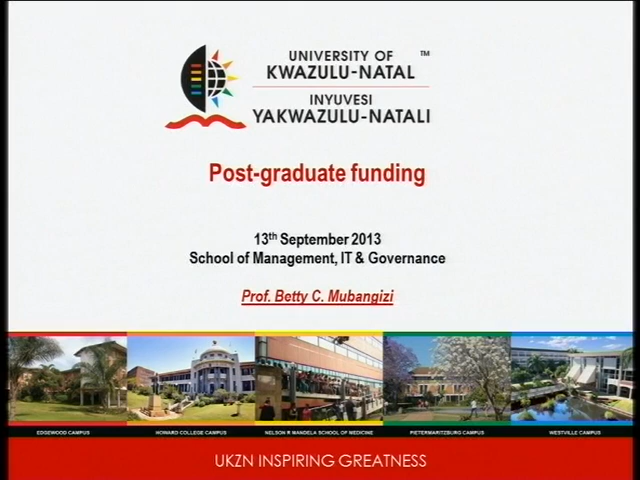 UNIVERSITY OF ™
KWAZULU-NATAL
INYUVESI
YAKWAZULU-NATALI
Post-graduate funding
13th September 2013
School of Management, IT & Governance
Prof. Betty C. Mubangizi
EDGEWOOD CAMPUS
HOWARD COLLEGE CAMPUS
NELSON R MANDELA SCHOOL OF MEDICINE
PIETERMARITZBURG CAMPUS
WESTVILLE CAMPUS
UKZN INSPIRING GREATNESS